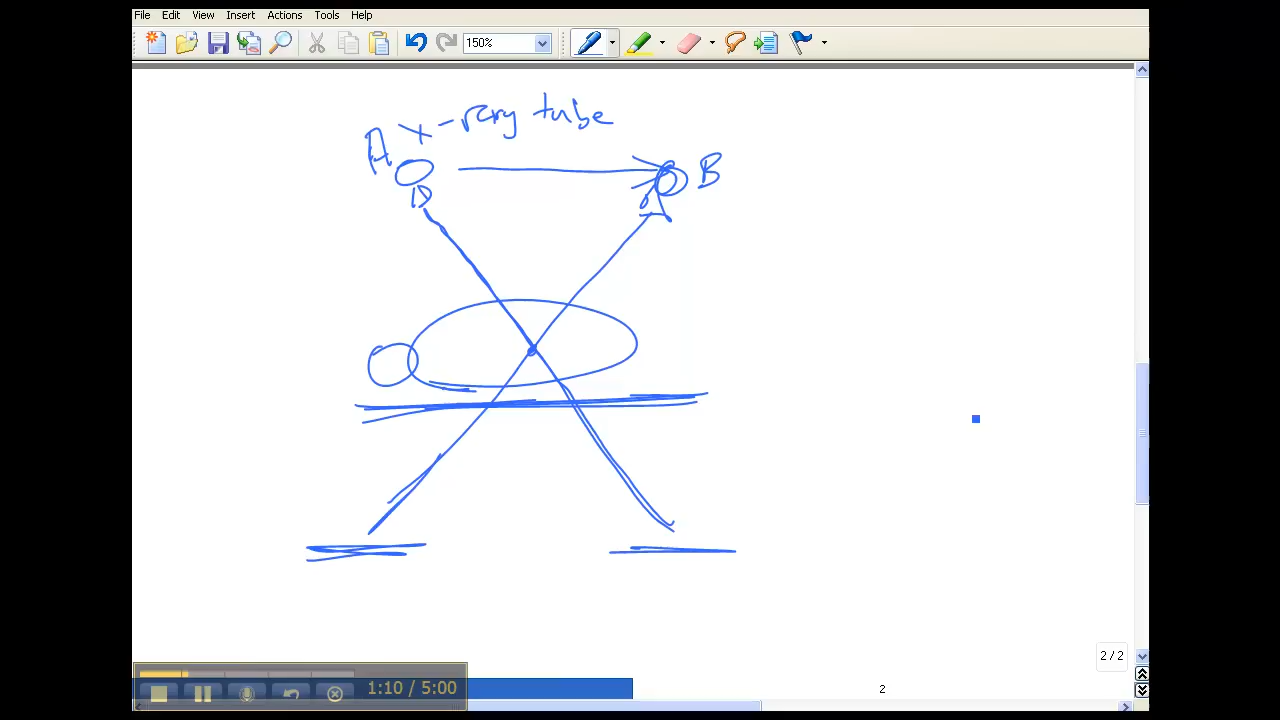 File Edit View Insert Actions Tools Help
150%
X-ray tube
A
B
2 / 2
1:10 / 5:00
2